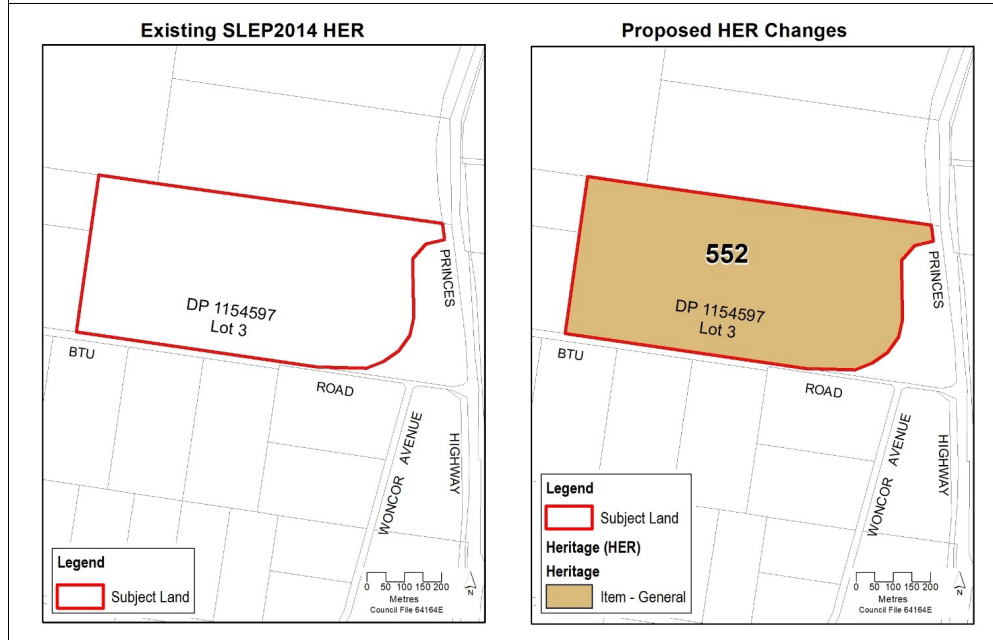 Existing SLEP2014 HER
PRINCES
DP 1154597
Lot 3
BTU
ROAD
WONCOR AVENUE
HIGHWAY
Legend
Subject Land
0 50 100 150 200
Metres
Council File 64164E
N
Proposed HER Changes
552
PRINCES
DP 1154597
Lot 3
BTU
ROAD
WONCOR AVENUE
HIGHWAY
Legend
Subject Land
Heritage (HER)
Heritage
Item - General
0 50 100 150 200
Metres
Council File 64164E
N